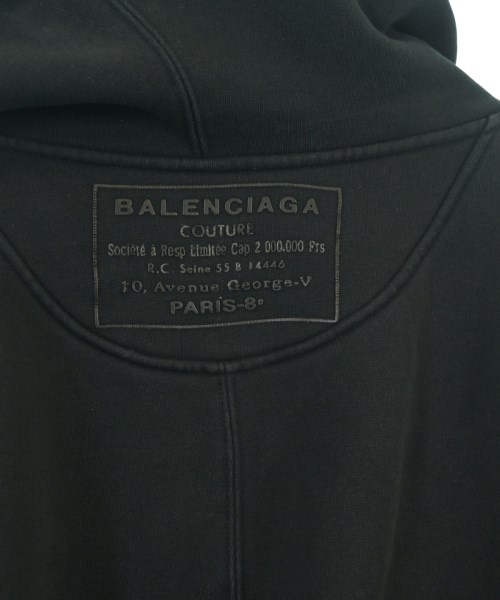 BALENCIAGA
COUTURE
Société à Resp Limitée Cap 2 000.000 Frs
R.C. Seine 55 B 14446
10, Avenue George-V
PARIS-8e